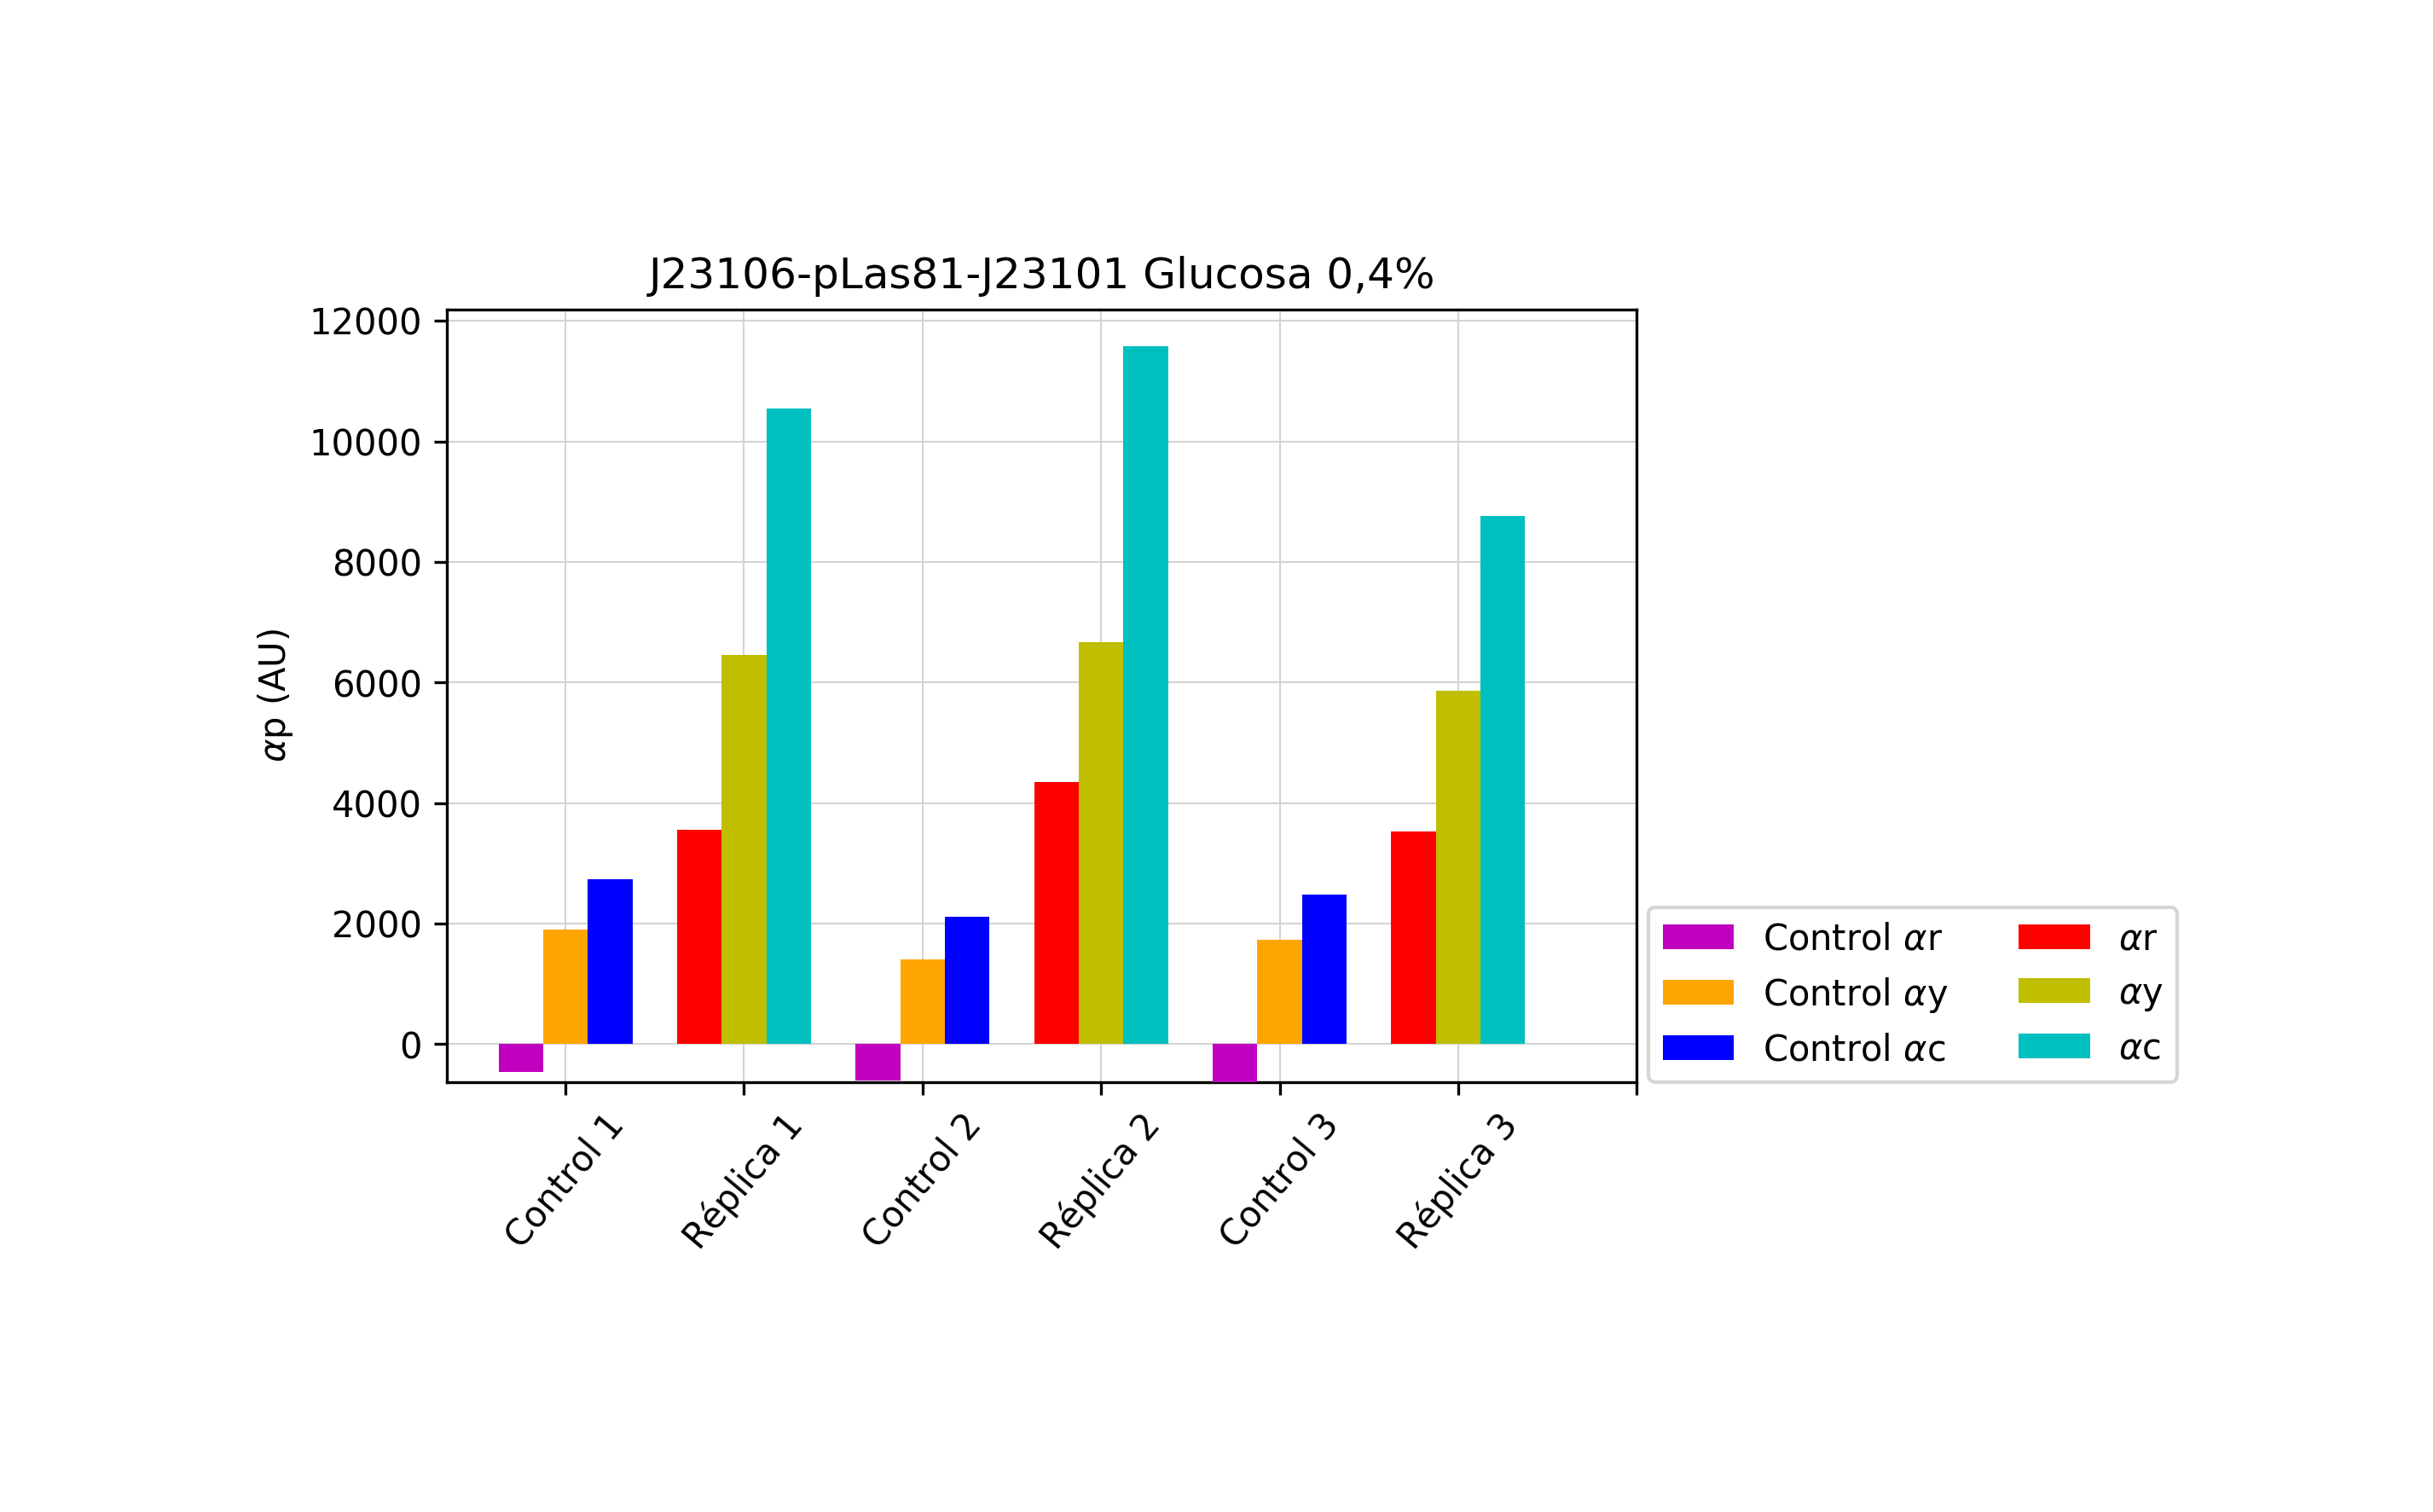 J23106-pLas81-J23101 Glucosa 0,4%
αp (AU)
12000
10000
8000
6000
4000
2000
0
Control 1
Réplica 1
Control 2
Réplica 2
Control 3
Réplica 3
Control αr
Control αy
Control αc
αr
αy
αc